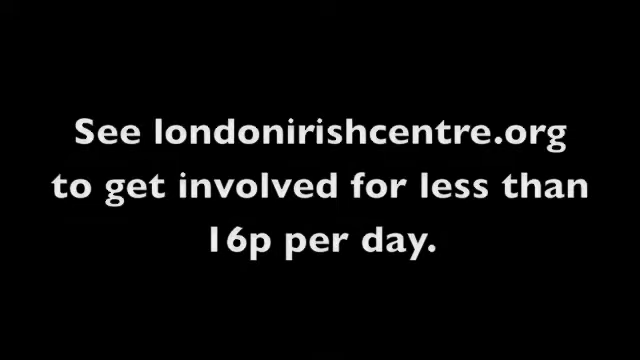 See londonirishcentre.org
to get involved for less than
16p per day.